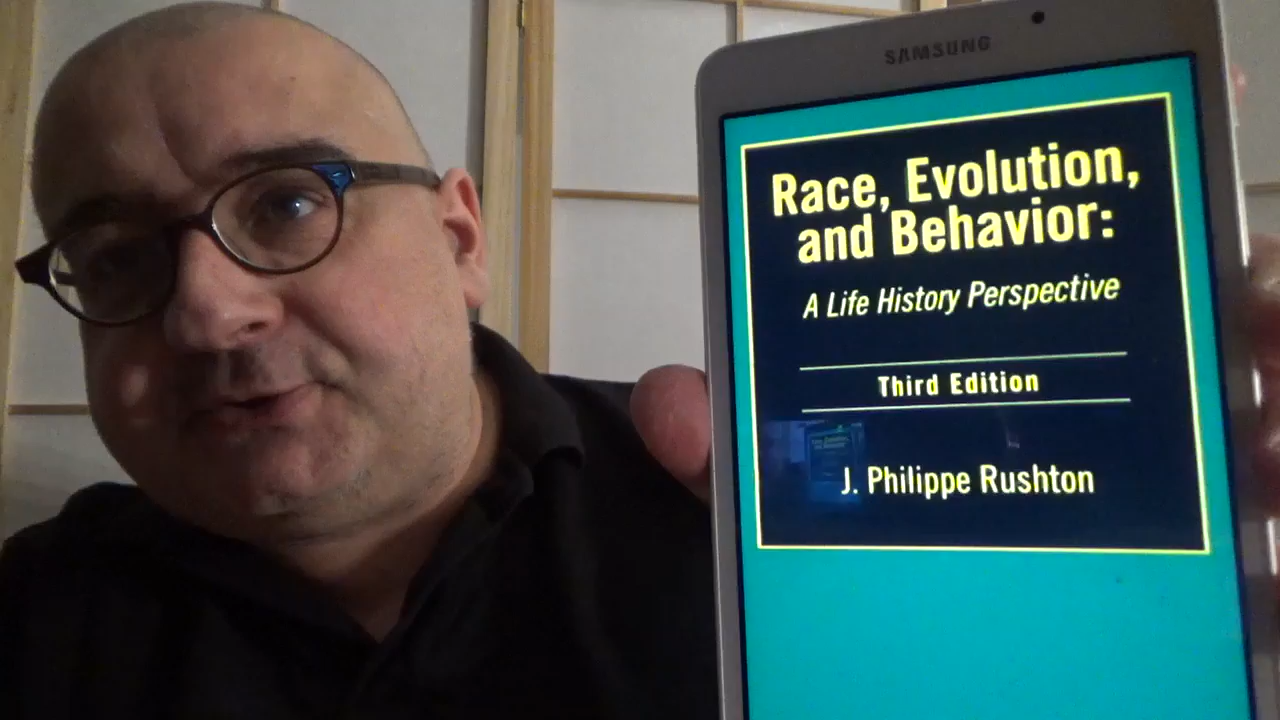 SAMSUNG
Race, Evolution,
and Behavior:
A Life History Perspective
Third Edition
J. Philippe Rushton